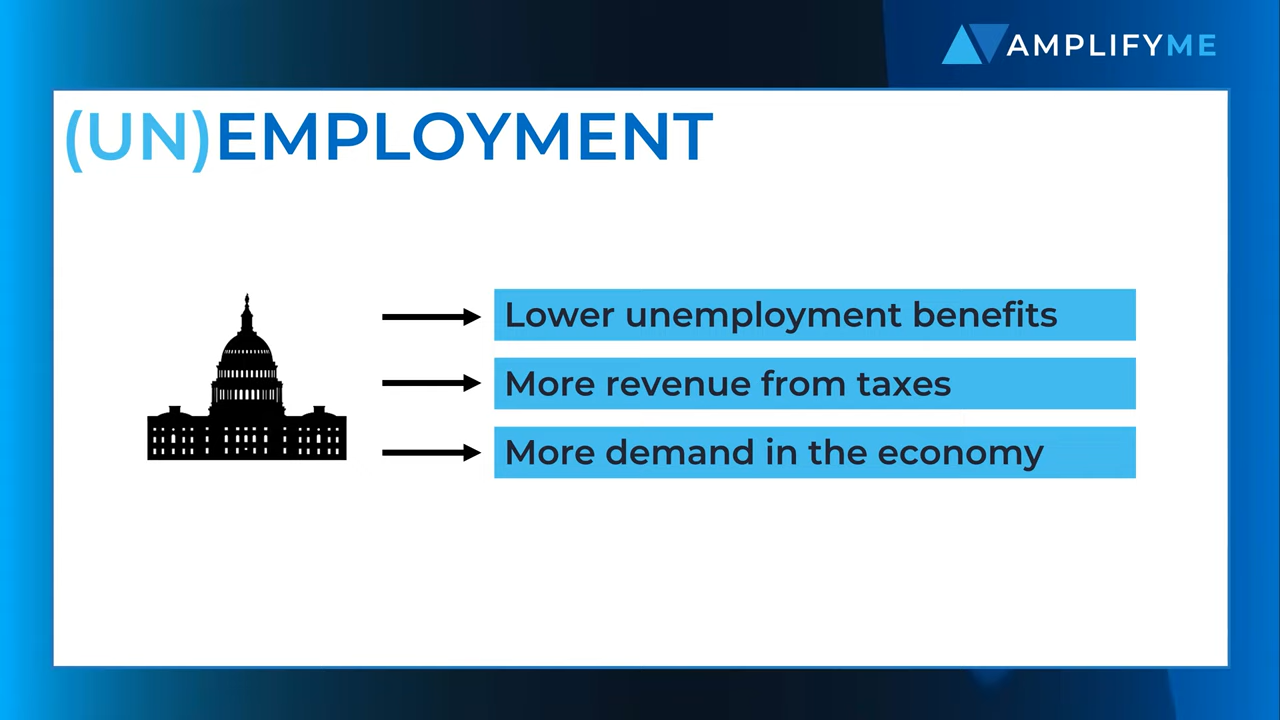 AMPLIFYME
(UN)EMPLOYMENT
Lower unemployment benefits
More revenue from taxes
More demand in the economy